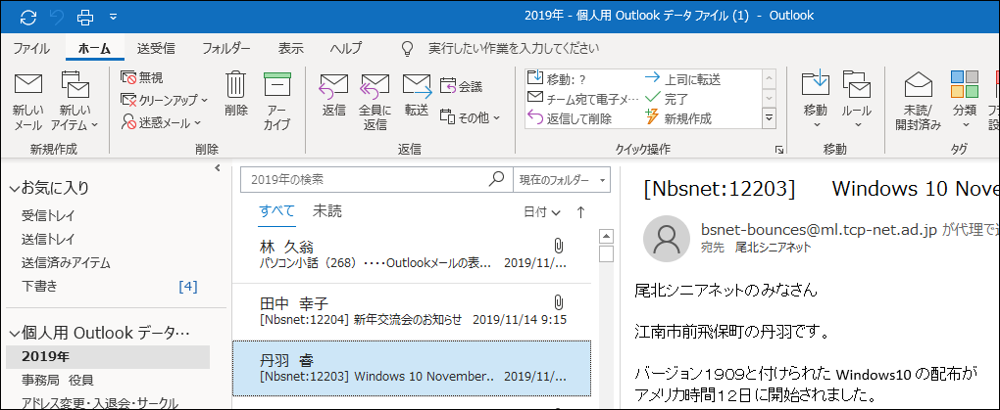 2019年 - 個人用 Outlook データ ファイル (1) - Outlook
ファイル ホーム 送受信 フォルダー 表示 ヘルプ 実行したい作業を入力してください
新しい
メール
新しい
アイテム
新規作成
無視
クリーンアップ
迷惑メール
削除
アー
カイブ
削除
返信
全員に
返信
転送
会議
その他
返信
移動: ?
チーム宛て電子メ...
返信して削除
上司に転送
完了
新規作成
クイック操作
移動
ルール
移動
未読/
開封済み
分類
タグ
お気に入り
受信トレイ
送信トレイ
送信済みアイテム
下書き [4]
個人用 Outlook データ…
2019年
事務局 役員
アドレス変更・入退会・サークル
2019年の検索 現在のフォルダー
すべて 未読 日付
林 久翁
パソコン小話（268）････Outlookメールの表... 2019/11/...
田中 幸子
[Nbsnet:12204] 新年交流会のお知らせ 2019/11/14 9:15
丹羽 睿
[Nbsnet:12203] Windows 10 November... 2019/11/...
[Nbsnet:12203] Windows 10 Nove
bsnet-bounces@ml.tcp-net.ad.jp が代理で
宛先 尾北シニアネット
尾北シニアネットのみなさん
江南市前飛保町の丹羽です。
バージョン１９０９と付けられた Windows10 の配布が
アメリカ時間１２日に開始されました。